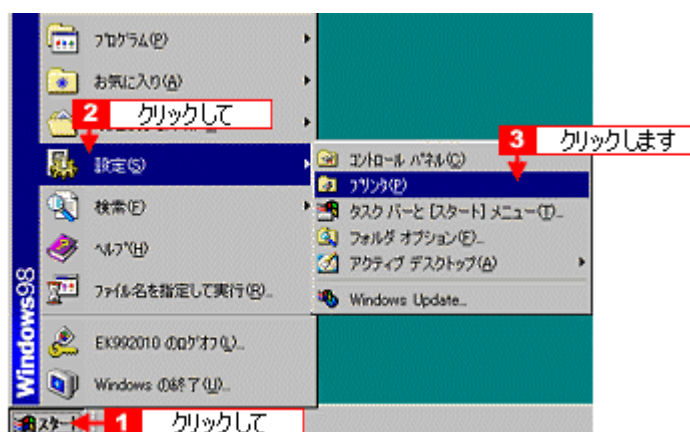 プログラム(P)
お気に入り(A)
2 クリックして
設定(S)
検索(F)
ヘルプ(H)
ファイル名を指定して実行(R)...
EK992010 のログオフ(L)...
Windows の終了(U)...
Windows98
スタート
1 クリックして
3 クリックします
コントロール パネル(C)
プリンタ(P)
タスク バーと [スタート] メニュー(T)...
フォルダ オプション(F)...
アクティブ デスクトップ(A)
Windows Update...